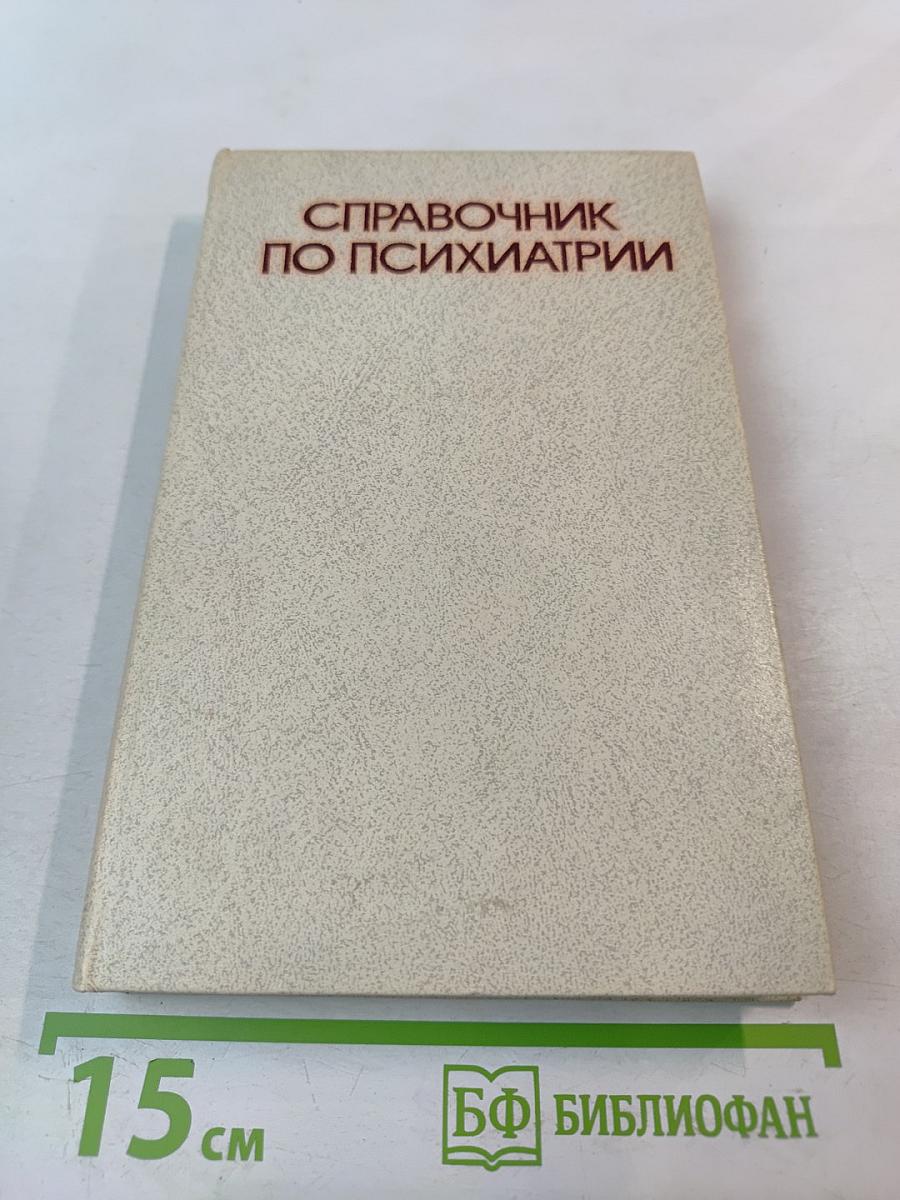 СПРАВОЧНИК
ПО ПСИХИАТРИИ
15 см
БФ БИБЛИОФАН